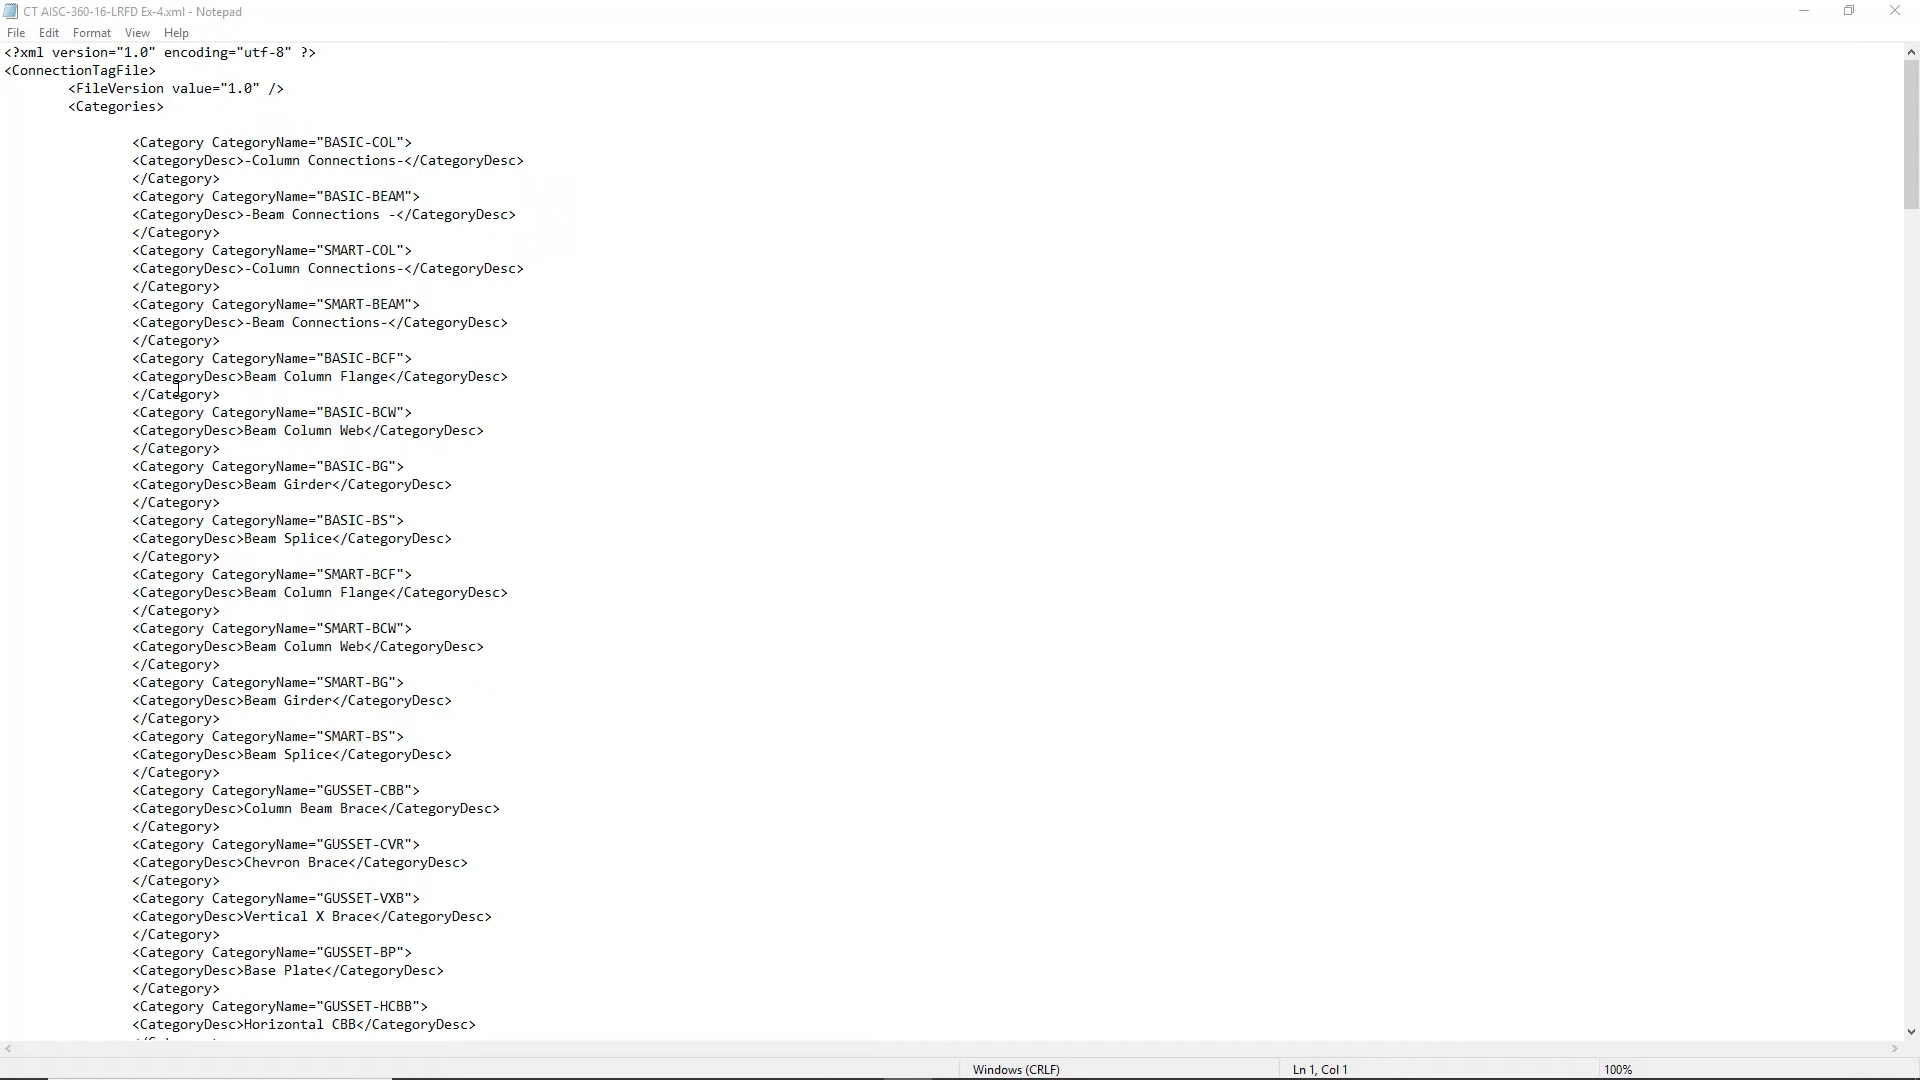 CT AISC-360-16-LRFD Ex-4.xml - Notepad
File Edit Format View Help
<?xml version="1.0" encoding="utf-8" ?>
<ConnectionTagFile>
<FileVersion value="1.0" />
<Categories>
<Category CategoryName="BASIC-COL">
<CategoryDesc>-Column Connections-</CategoryDesc>
</Category>
<Category CategoryName="BASIC-BEAM">
<CategoryDesc>-Beam Connections -</CategoryDesc>
</Category>
<Category CategoryName="SMART-COL">
<CategoryDesc>-Column Connections-</CategoryDesc>
</Category>
<Category CategoryName="SMART-BEAM">
<CategoryDesc>-Beam Connections-</CategoryDesc>
</Category>
<Category CategoryName="BASIC-BCF">
<CategoryDesc>Beam Column Flange</CategoryDesc>
</Category>
<Category CategoryName="BASIC-BCW">
<CategoryDesc>Beam Column Web</CategoryDesc>
</Category>
<Category CategoryName="BASIC-BG">
<CategoryDesc>Beam Girder</CategoryDesc>
</Category>
<Category CategoryName="BASIC-BS">
<CategoryDesc>Beam Splice</CategoryDesc>
</Category>
<Category CategoryName="SMART-BCF">
<CategoryDesc>Beam Column Flange</CategoryDesc>
</Category>
<Category CategoryName="SMART-BCW">
<CategoryDesc>Beam Column Web</CategoryDesc>
</Category>
<Category CategoryName="SMART-BG">
<CategoryDesc>Beam Girder</CategoryDesc>
</Category>
<Category CategoryName="SMART-BS">
<CategoryDesc>Beam Splice</CategoryDesc>
</Category>
<Category CategoryName="GUSSET-CBB">
<CategoryDesc>Column Beam Brace</CategoryDesc>
</Category>
<Category CategoryName="GUSSET-CVR">
<CategoryDesc>Chevron Brace</CategoryDesc>
</Category>
<Category CategoryName="GUSSET-VXB">
<CategoryDesc>Vertical X Brace</CategoryDesc>
</Category>
<Category CategoryName="GUSSET-BP">
<CategoryDesc>Base Plate</CategoryDesc>
</Category>
<Category CategoryName="GUSSET-HCBB">
<CategoryDesc>Horizontal CBB</CategoryDesc>
Windows (CRLF) Ln 1, Col 1 100%